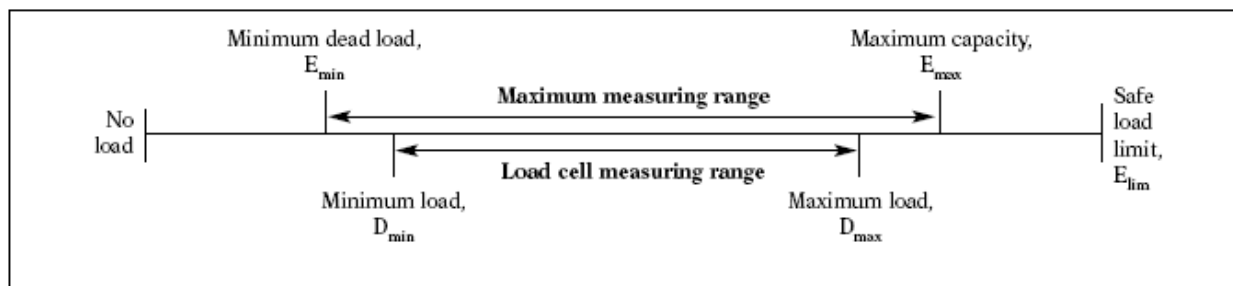 Minimum dead load,
E_min
Maximum capacity,
E_max
Maximum measuring range
No
load
Safe
load
limit,
E_lim
Load cell measuring range
Minimum load,
D_min
Maximum load,
D_max